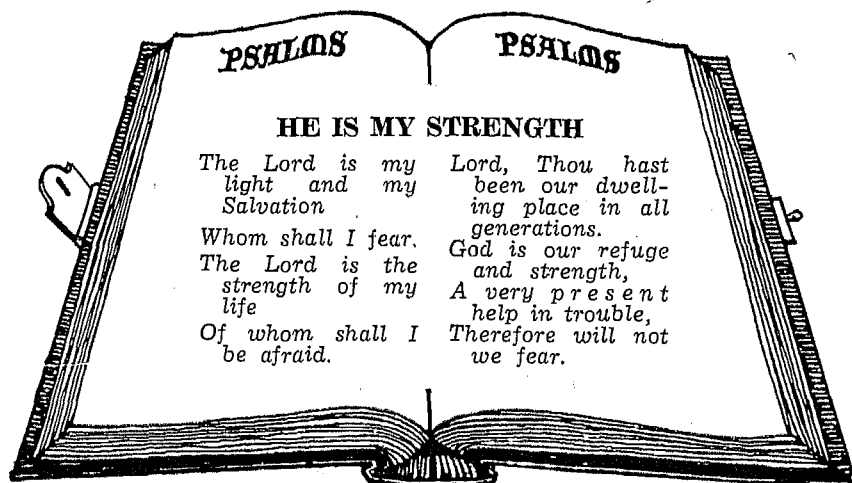 PSALMS
PSALMS
HE IS MY STRENGTH
The Lord is my
light and my
Salvation
Whom shall I fear.
The Lord is the
strength of my
life
Of whom shall I
be afraid.
Lord, Thou hast
been our dwell-
ing place in all
generations.
God is our refuge
and strength,
A very present
help in trouble,
Therefore will not
we fear.